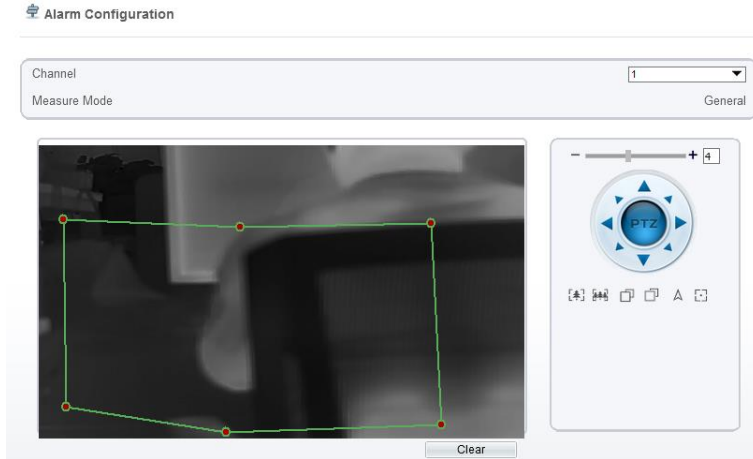 Alarm Configuration
Channel
1
Measure Mode
General
4
PTZ
Clear